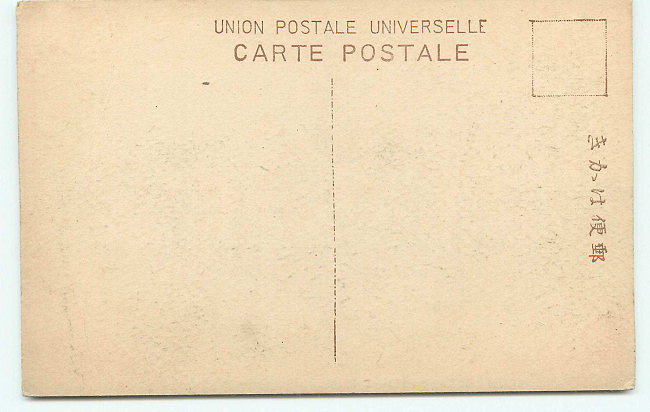 UNION POSTALE UNIVERSELLE
CARTE POSTALE
郵便はかき